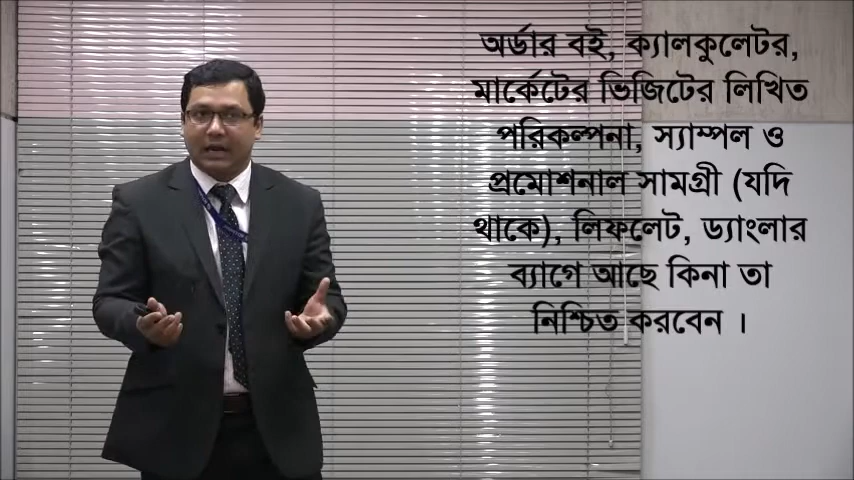 অর্ডার বই, ক্যালকুলেটর,
মার্কেটের ভিজিটের লিখিত
পরিকল্পনা, স্যাম্পল ও
প্রমোশনাল সামগ্রী (যদি
থাকে), লিফলেট, ড্যাংলার
ব্যাগে আছে কিনা তা
নিশ্চিত করবেন ।